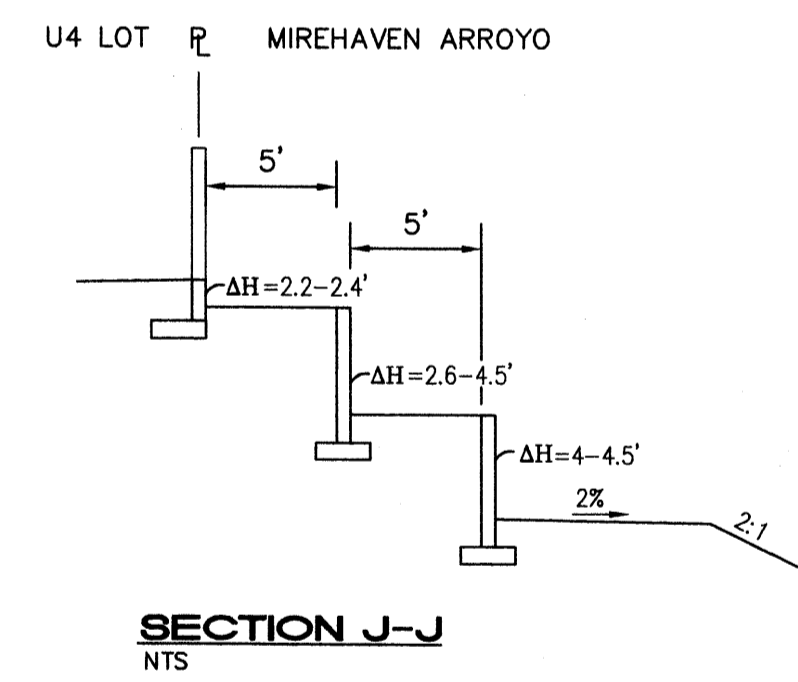 U4 LOT PL MIREHAVEN ARROYO
5'
5'
ΔH=2.2-2.4'
ΔH=2.6-4.5'
ΔH=4-4.5'
2%
2:1
SECTION J-J
NTS